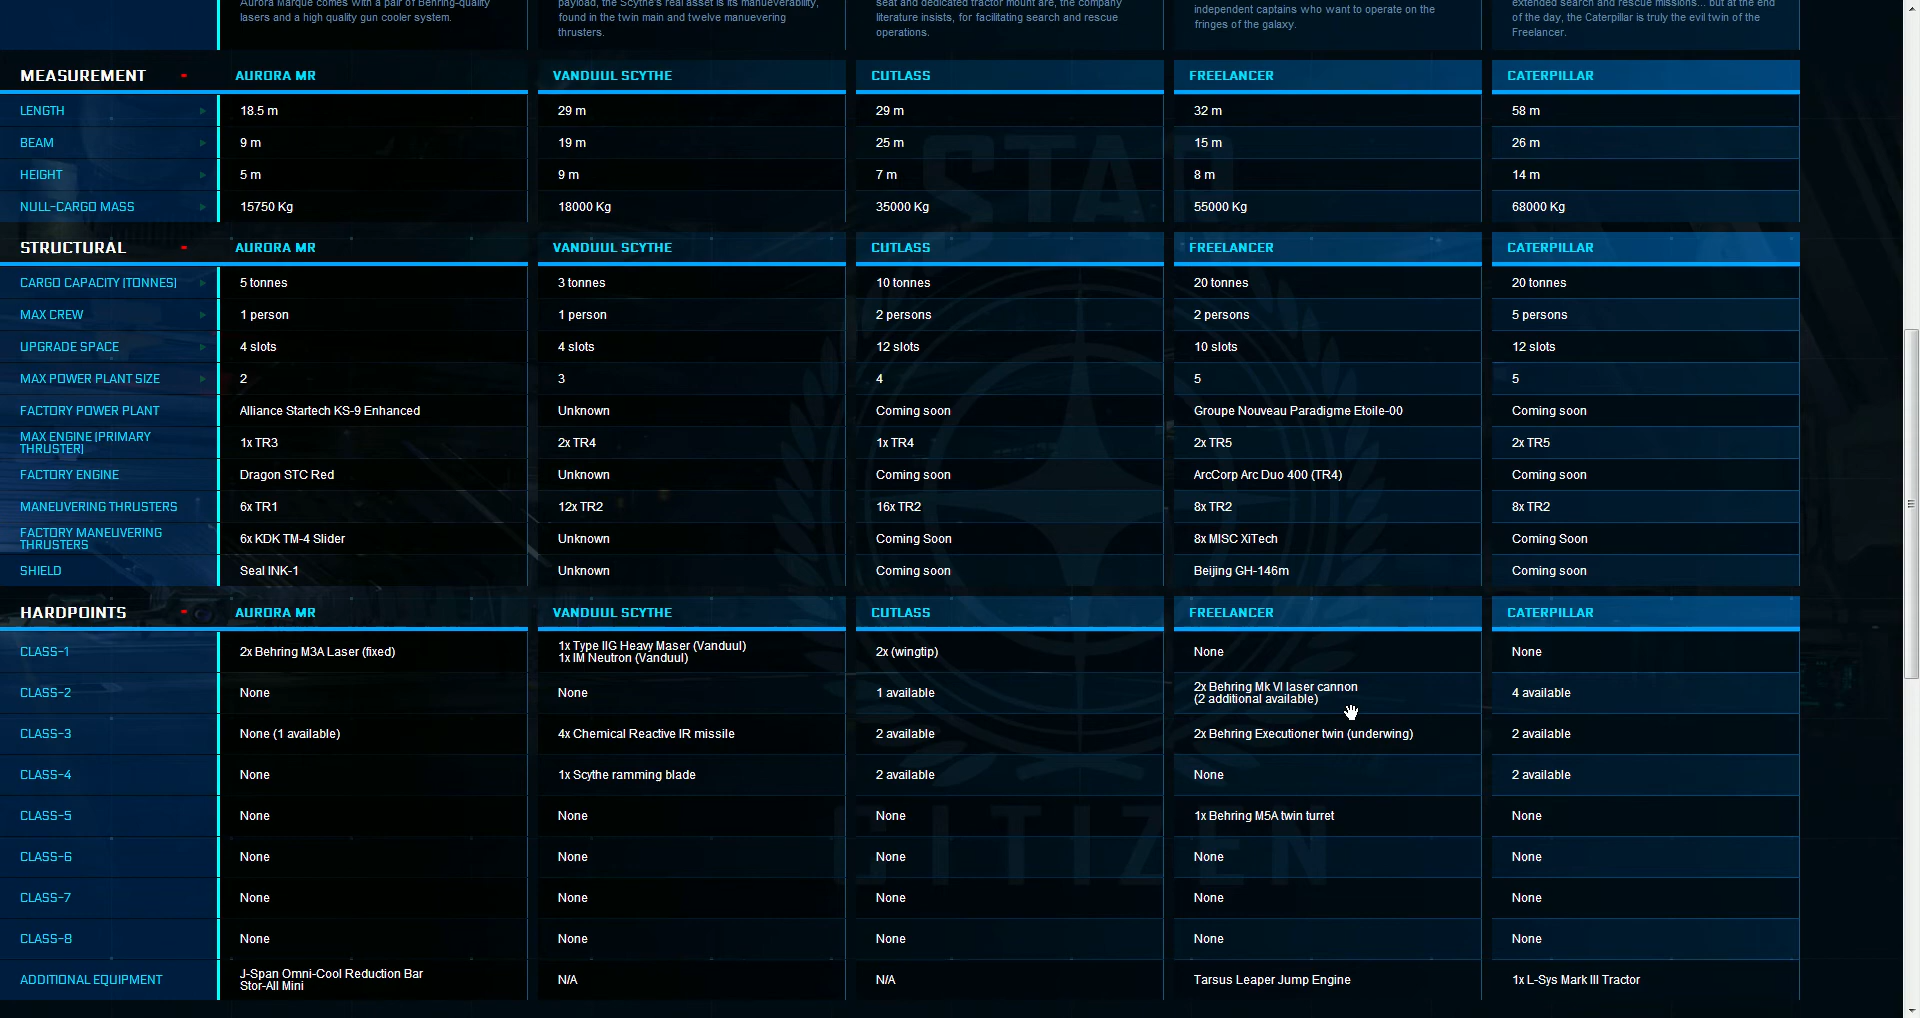 Aurora Marque comes with a pair of Behring-quality
lasers and a high quality gun cooler system.
payload, the Scythe's real asset is its maneuverability,
found in the twin main and twelve manuevering
thrusters.
seat and dedicated tractor mount are, the company
literature insists, for facilitating search and rescue
operations.
independent captains who want to operate on the
fringes of the galaxy.
extended search and rescue missions... but at the end
of the day, the Caterpillar is truly the evil twin of the
Freelancer.
MEASUREMENT AURORA MR VANDUUL SCYTHE CUTLASS FREELANCER CATERPILLAR
LENGTH 18.5 m 29 m 29 m 32 m 58 m
BEAM 9 m 19 m 25 m 15 m 26 m
HEIGHT 5 m 9 m 7 m 8 m 14 m
NULL-CARGO MASS 15750 Kg 18000 Kg 35000 Kg 55000 Kg 68000 Kg
STRUCTURAL AURORA MR VANDUUL SCYTHE CUTLASS FREELANCER CATERPILLAR
CARGO CAPACITY (TONNES) 5 tonnes 3 tonnes 10 tonnes 20 tonnes 20 tonnes
MAX CREW 1 person 1 person 2 persons 2 persons 5 persons
UPGRADE SPACE 4 slots 4 slots 12 slots 10 slots 12 slots
MAX POWER PLANT SIZE 2 3 4 5 5
FACTORY POWER PLANT Alliance Startech KS-9 Enhanced Unknown Coming soon Groupe Nouveau Paradigme Etoile-00 Coming soon
MAX ENGINE (PRIMARY
THRUSTER) 1x TR3 2x TR4 1x TR4 2x TR5 2x TR5
FACTORY ENGINE Dragon STC Red Unknown Coming soon ArcCorp Arc Duo 400 (TR4) Coming soon
MANEUVERING THRUSTERS 6x TR1 12x TR2 16x TR2 8x TR2 8x TR2
FACTORY MANEUVERING
THRUSTERS 6x KDK TM-4 Slider Unknown Coming Soon 8x MISC XiTech Coming Soon
SHIELD Seal INK-1 Unknown Coming soon Beijing GH-146m Coming soon
HARDPOINTS AURORA MR VANDUUL SCYTHE CUTLASS FREELANCER CATERPILLAR
CLASS-1 2x Behring M3A Laser (fixed) 1x Type IIG Heavy Maser (Vanduul)
1x IM Neutron (Vanduul) 2x (wingtip) None None
CLASS-2 None None 1 available 2x Behring Mk VI laser cannon
(2 additional available) 4 available
CLASS-3 None (1 available) 4x Chemical Reactive IR missile 2 available 2x Behring Executioner twin (underwing) 2 available
CLASS-4 None 1x Scythe ramming blade 2 available None 2 available
CLASS-5 None None None 1x Behring M5A twin turret None
CLASS-6 None None None None None
CLASS-7 None None None None None
CLASS-8 None None None None None
ADDITIONAL EQUIPMENT J-Span Omni-Cool Reduction Bar
Stor-All Mini N/A N/A Tarsus Leaper Jump Engine 1x L-Sys Mark III Tractor
STAR
CITIZEN